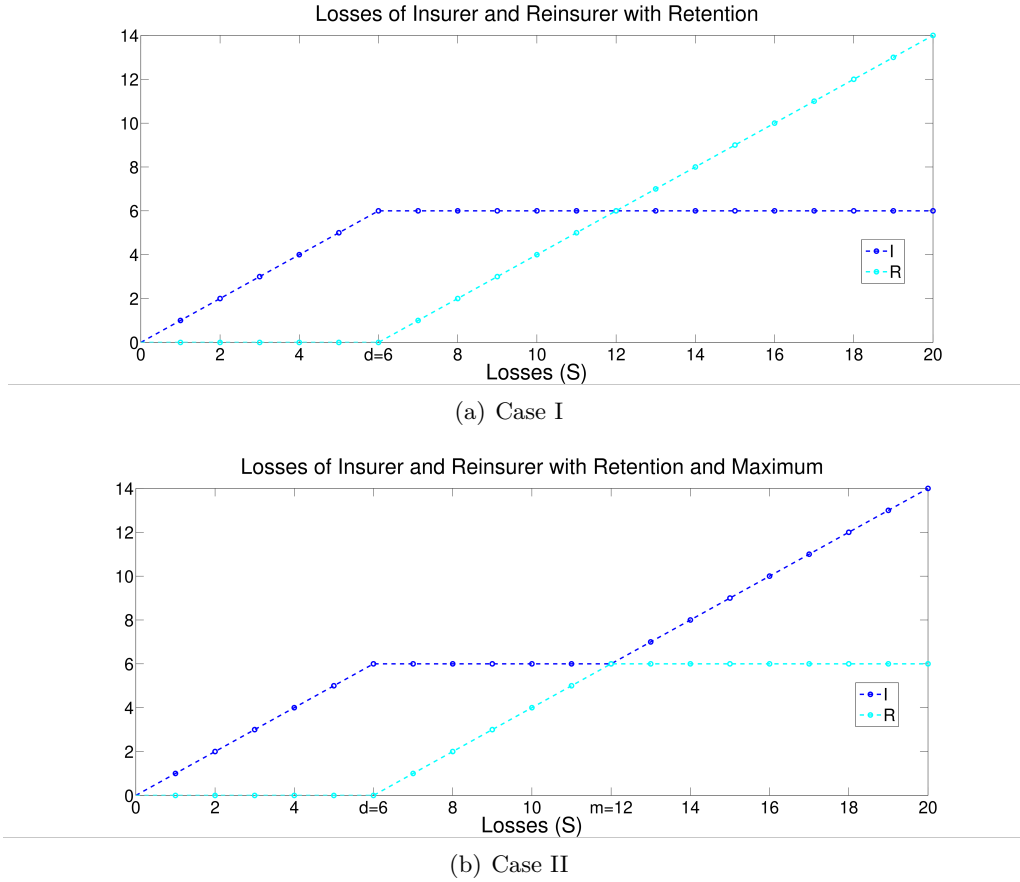 Losses of Insurer and Reinsurer with Retention
14
12
10
8
6
4
2
0
I
R
0 2 4 d=6 8 10 12 14 16 18 20
Losses (S)
(a) Case I
Losses of Insurer and Reinsurer with Retention and Maximum
14
12
10
8
6
4
2
0
I
R
0 2 4 d=6 8 10 m=12 14 16 18 20
Losses (S)
(b) Case II